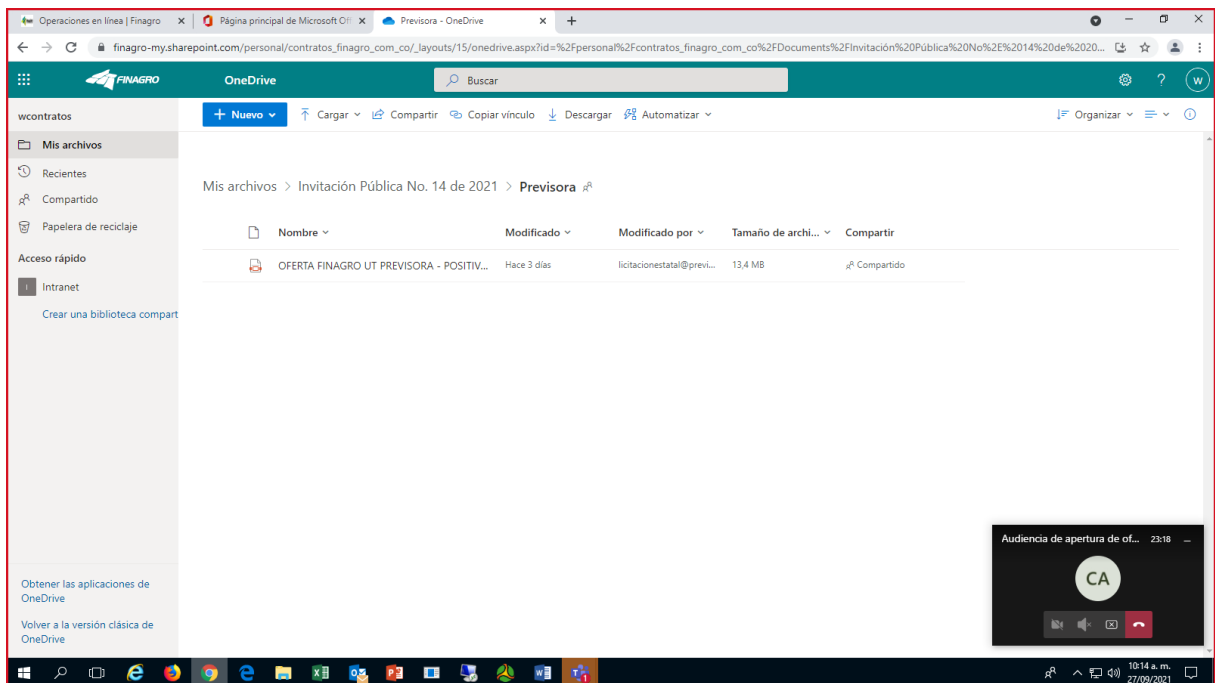 Operaciones en línea | Finagro
Página principal de Microsoft Off
Previsora - OneDrive
finagro-my.sharepoint.com/personal/contratos_finagro_com_co/_layouts/15/onedrive.aspx?id=%2Fpersonal%2Fcontratos_finagro_com_co%2FDocuments%2FInvitación%20Pública%20No%2E%2014%20de%2020...
FINAGRO OneDrive Buscar W
wcontratos
Nuevo Cargar Compartir Copiar vínculo Descargar Automatizar Organizar
Mis archivos
Recientes
Compartido
Papelera de reciclaje
Acceso rápido
I Intranet
Crear una biblioteca compart
Mis archivos > Invitación Pública No. 14 de 2021 > Previsora
Nombre Modificado Modificado por Tamaño de archi... Compartir
OFERTA FINAGRO UT PREVISORA - POSITIV... Hace 3 días licitacionestatal@previ... 13,4 MB Compartido
Audiencia de apertura de of... 23:18
CA
Obtener las aplicaciones de
OneDrive
Volver a la versión clásica de
OneDrive
10:14 a. m.
27/09/2021